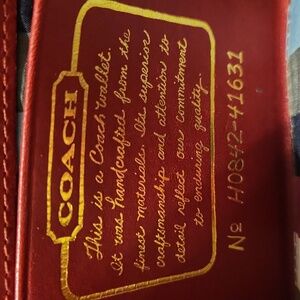 COACH
This is a Coach Wallet.
It was handcrafted from the
finest materials. Its superior
craftsmanship and attention to
detail reflect our commitment
to enduring quality.
No H0842-41631